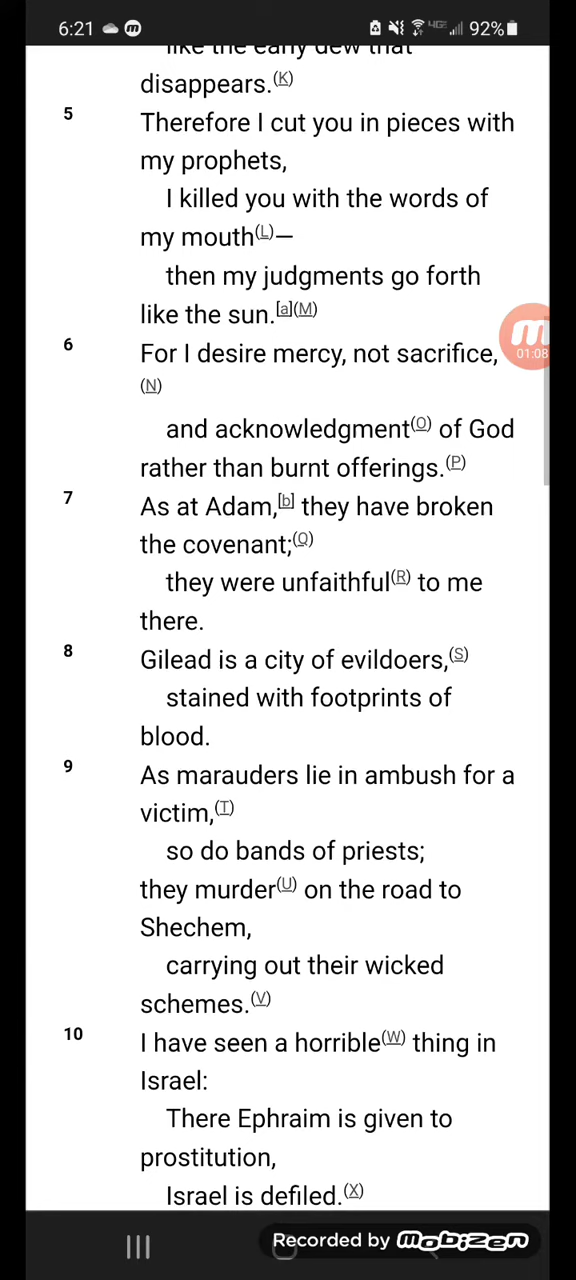 6:21 4G 92%
like the early dew that
disappears.(K)
5 Therefore I cut you in pieces with
my prophets,
I killed you with the words of
my mouth(L)—
then my judgments go forth
like the sun.[a](M)
01:08
6 For I desire mercy, not sacrifice,
(N)
and acknowledgment(O) of God
rather than burnt offerings.(P)
7 As at Adam,[b] they have broken
the covenant;(Q)
they were unfaithful(R) to me
there.
8 Gilead is a city of evildoers,(S)
stained with footprints of
blood.
9 As marauders lie in ambush for a
victim,(T)
so do bands of priests;
they murder(U) on the road to
Shechem,
carrying out their wicked
schemes.(V)
10 I have seen a horrible(W) thing in
Israel:
There Ephraim is given to
prostitution,
Israel is defiled.(X)
Recorded by Mobizen